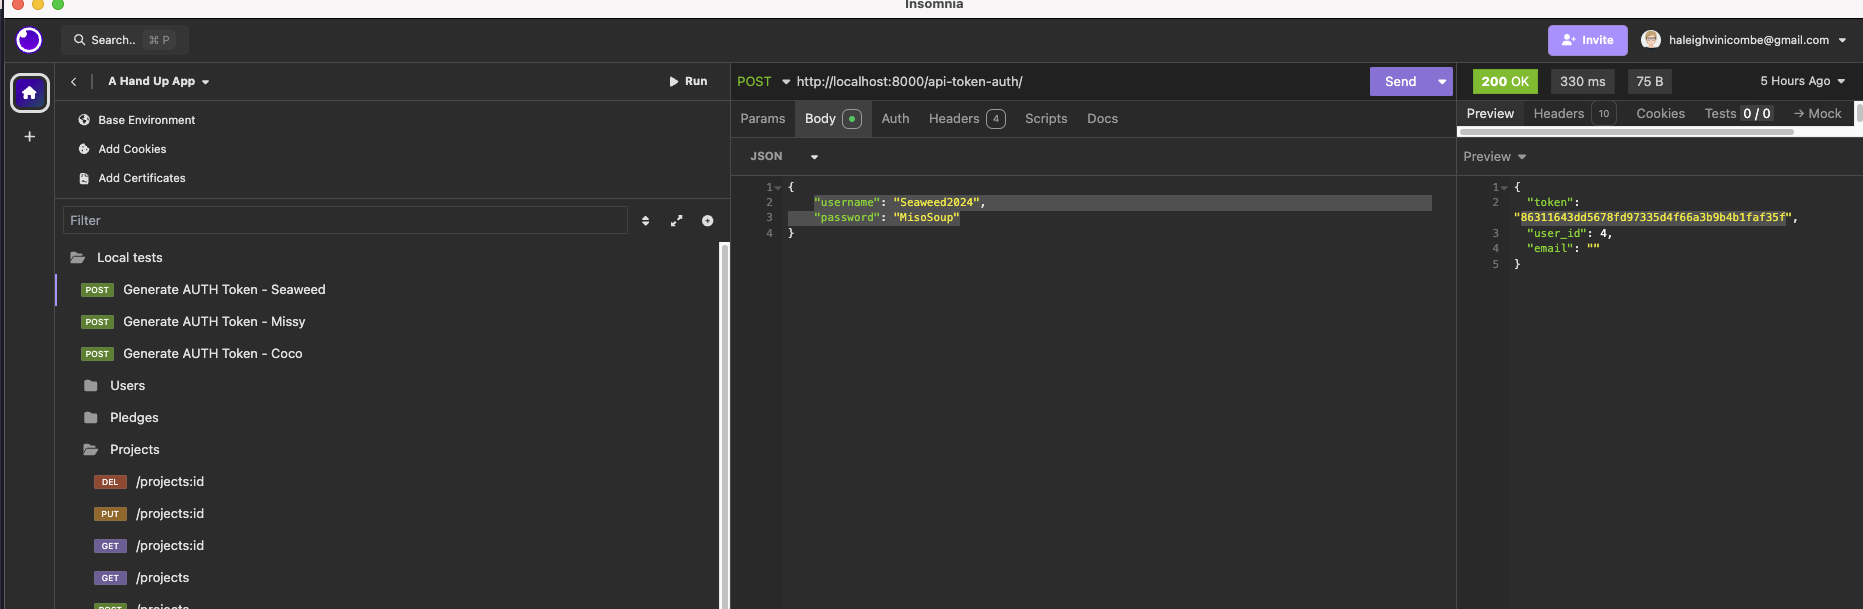 Insomnia
Search.. ⌘ P
Invite
haleighvinicombe@gmail.com
A Hand Up App
Run
Base Environment
Add Cookies
Add Certificates
Filter
Local tests
POST Generate AUTH Token - Seaweed
POST Generate AUTH Token - Missy
POST Generate AUTH Token - Coco
Users
Pledges
Projects
DEL /projects:id
PUT /projects:id
GET /projects:id
GET /projects
POST /projects
POST http://localhost:8000/api-token-auth/
Send
Params Body Auth Headers 4 Scripts Docs
JSON
1 {
2 "username": "Seaweed2024",
3 "password": "MisoSoup"
4 }
200 OK 330 ms 75 B 5 Hours Ago
Preview Headers 10 Cookies Tests 0 / 0 → Mock
Preview
1 {
2 "token":
"86311643dd5678fd97335d4f66a3b9b4b1faf35f",
3 "user_id": 4,
4 "email": ""
5 }